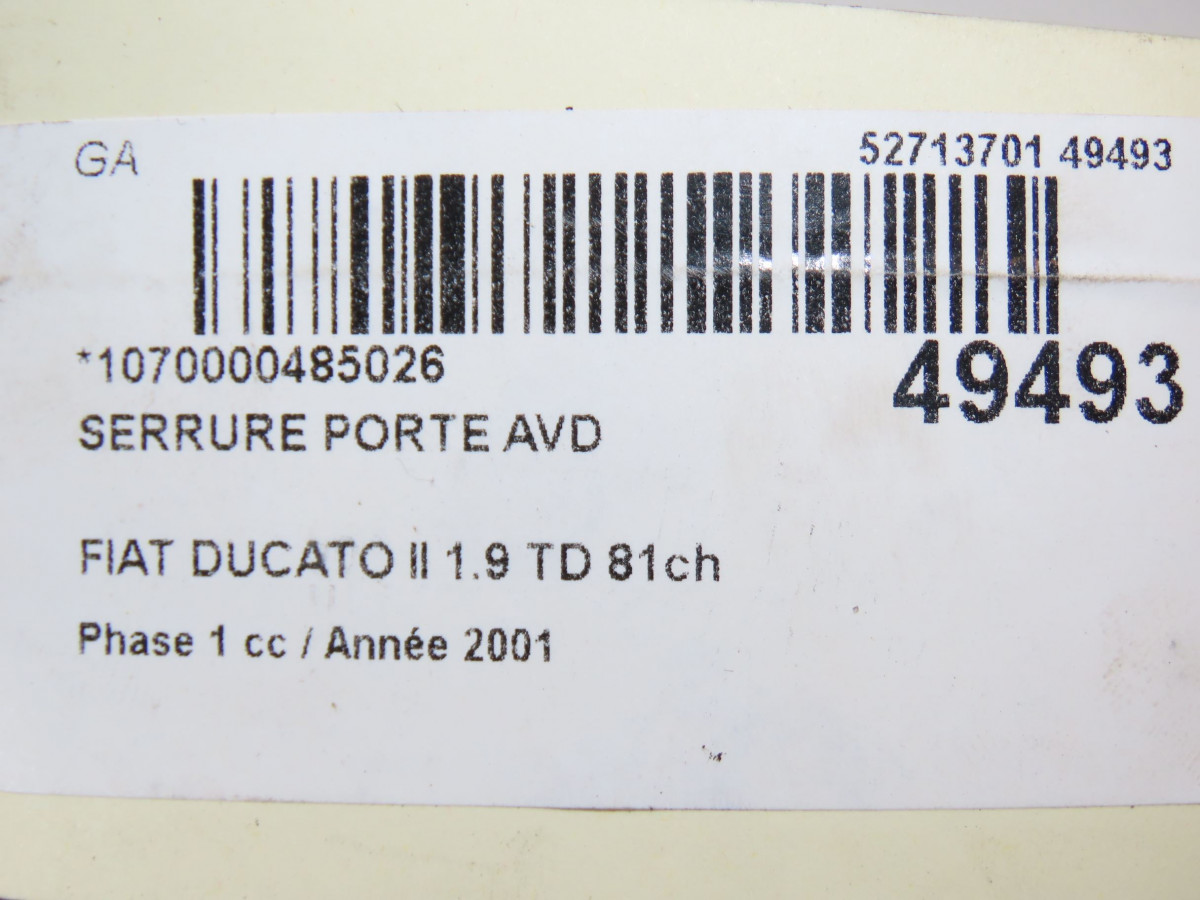 GA
52713701 49493
*1070000485026
49493
SERRURE PORTE AVD
FIAT DUCATO II 1.9 TD 81ch
Phase 1 cc / Année 2001